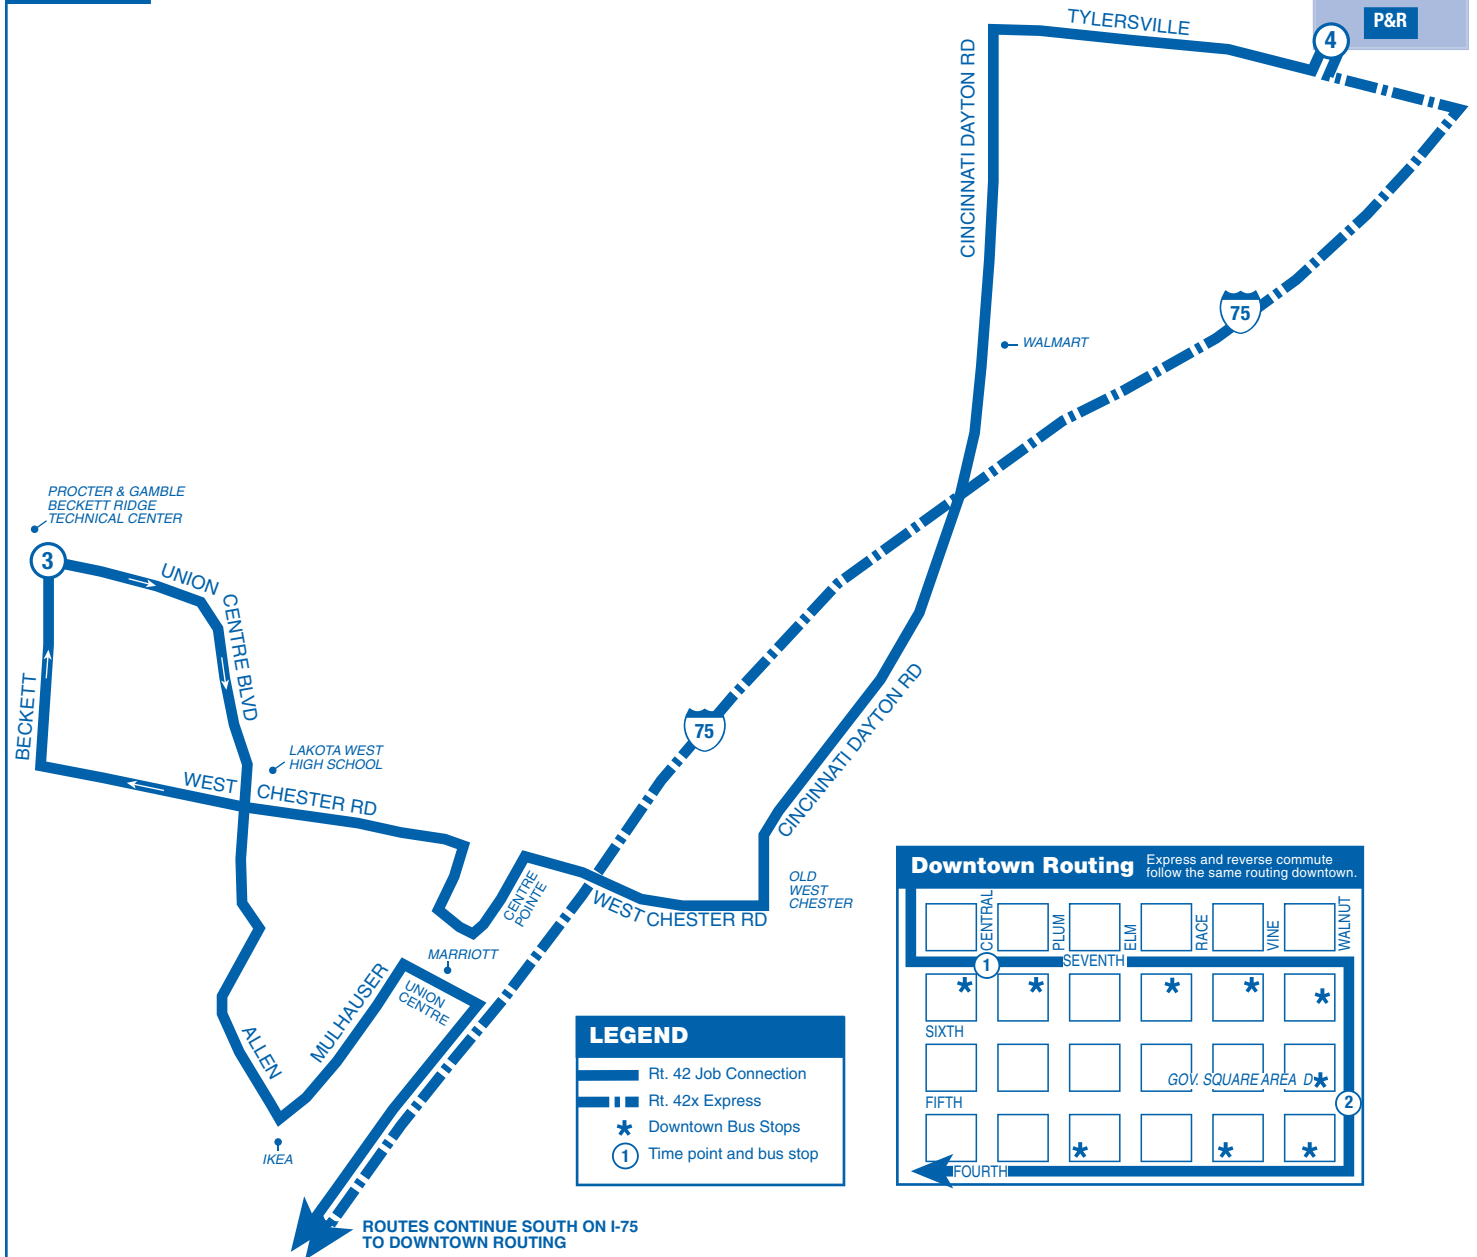 P&R
4
TYLERSVILLE
CINCINNATI DAYTON RD
75
WALMART
PROCTER & GAMBLE
BECKETT RIDGE
TECHNICAL CENTER
3
UNION CENTRE BLVD
BECKETT
LAKOTA WEST
HIGH SCHOOL
WEST CHESTER RD
75
CINCINNATI DAYTON RD
CENTRE
POINTE
WEST CHESTER RD
OLD
WEST
CHESTER
MARRIOTT
UNION
CENTRE
MULHAUSER
ALLEN
IKEA
ROUTES CONTINUE SOUTH ON I-75
TO DOWNTOWN ROUTING
LEGEND
Rt. 42 Job Connection
Rt. 42x Express
* Downtown Bus Stops
1 Time point and bus stop
Downtown Routing
Express and reverse commute
follow the same routing downtown.
CENTRAL
PLUM
ELM
RACE
VINE
WALNUT
1
SEVENTH
* * * * *
SIXTH
GOV. SQUARE AREA D *
FIFTH
2
* * *
FOURTH